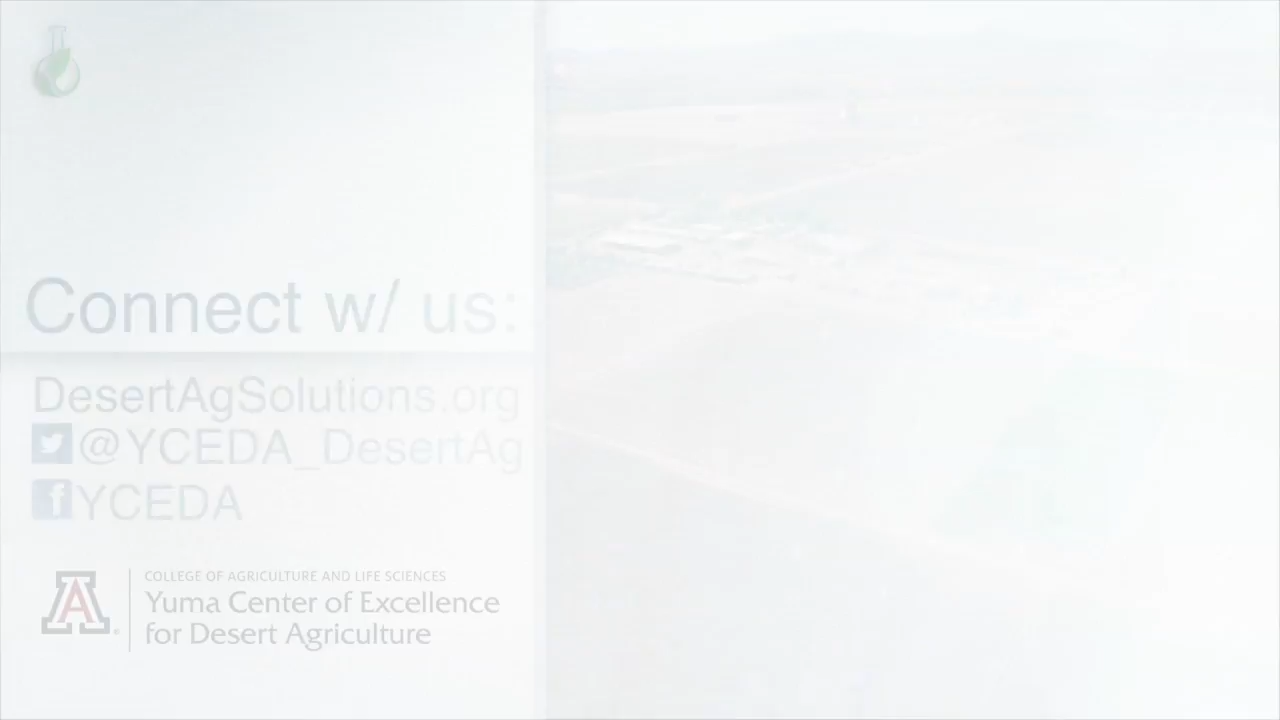 Connect w/ us:
DesertAgSolutions.org
@YCEDA_DesertAg
YCEDA
COLLEGE OF AGRICULTURE AND LIFE SCIENCES
Yuma Center of Excellence
for Desert Agriculture